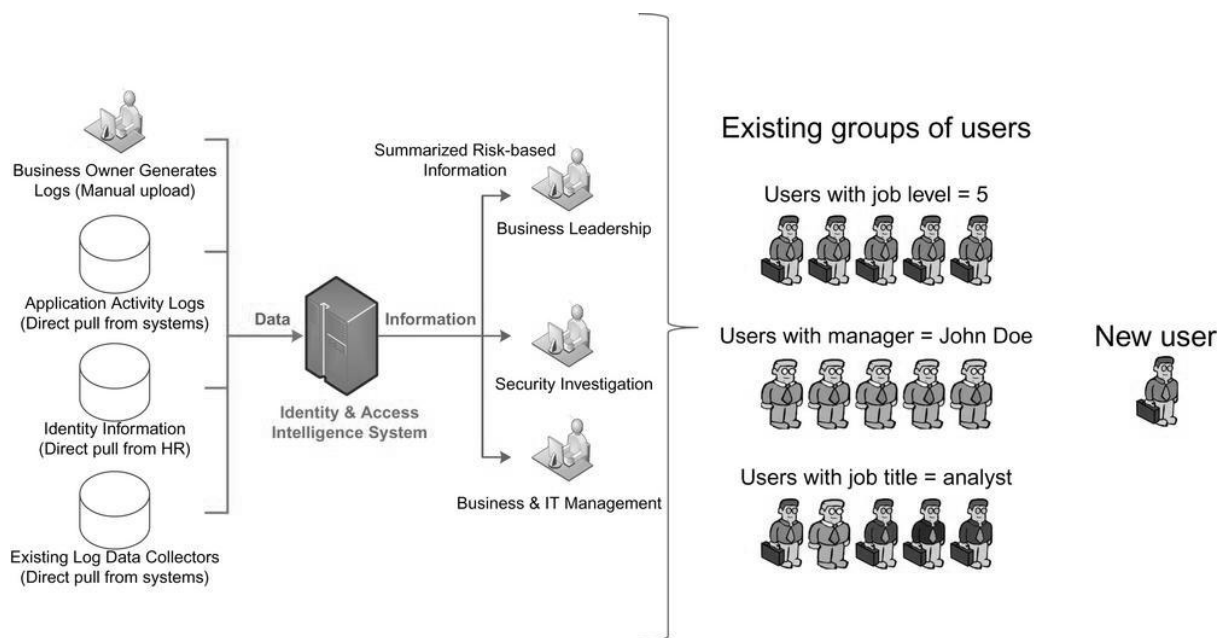 Business Owner Generates
Logs (Manual upload)
Application Activity Logs
(Direct pull from systems)
Identity Information
(Direct pull from HR)
Existing Log Data Collectors
(Direct pull from systems)
Data
Identity & Access
Intelligence System
Information
Summarized Risk-based
Information
Business Leadership
Security Investigation
Business & IT Management
Existing groups of users
Users with job level = 5
Users with manager = John Doe
Users with job title = analyst
New user